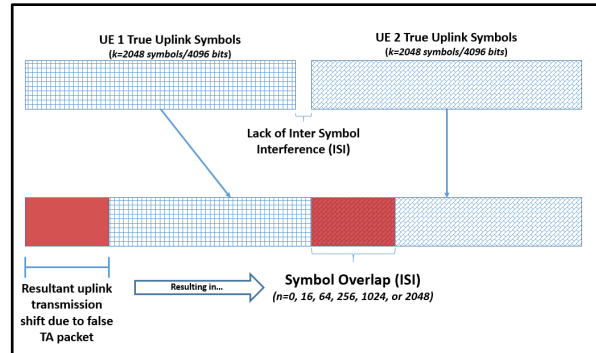 UE 1 True Uplink Symbols
(k=2048 symbols/4096 bits)
UE 2 True Uplink Symbols
(k=2048 symbols/4096 bits)
Lack of Inter Symbol
Interference (ISI)
Resultant uplink
transmission
shift due to false
TA packet
Resulting in...
Symbol Overlap (ISI)
(n=0, 16, 64, 256, 1024, or 2048)